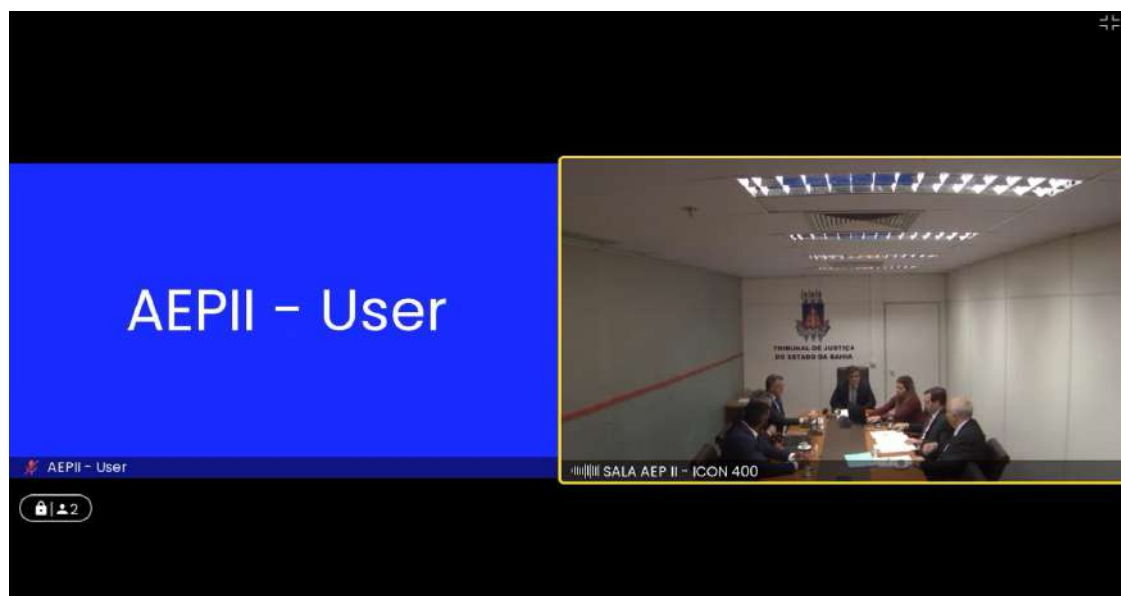 AEPII - User
AEPII - User
2
TRIBUNAL DE JUSTIÇA
DO ESTADO DA BAHIA
SALA AEP II - ICON 400